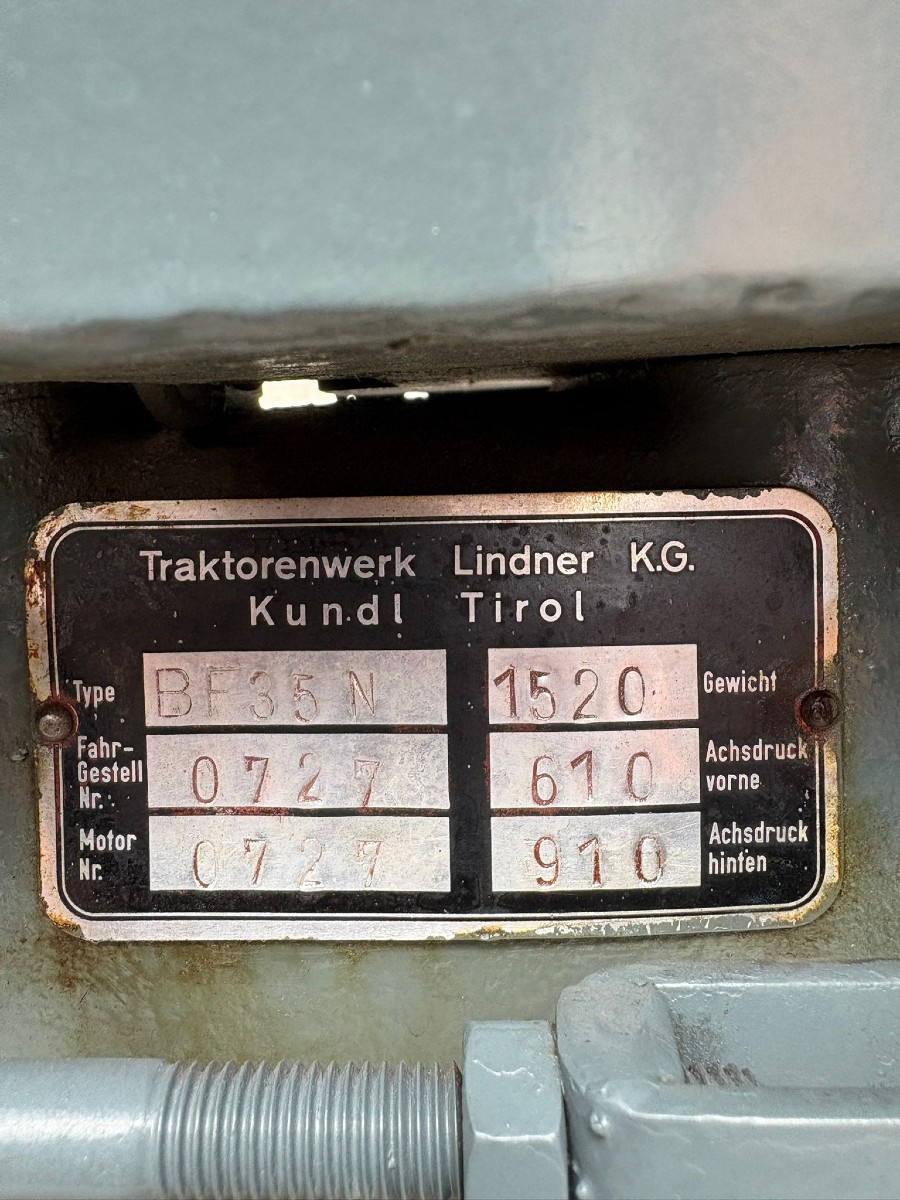 Traktorenwerk Lindner K.G.
Kundl Tirol
Type BF35N 1520 Gewicht
Fahr-
Gestell
Nr. 0727 610 Achsdruck
vorne
Motor
Nr. 0727 910 Achsdruck
hinten